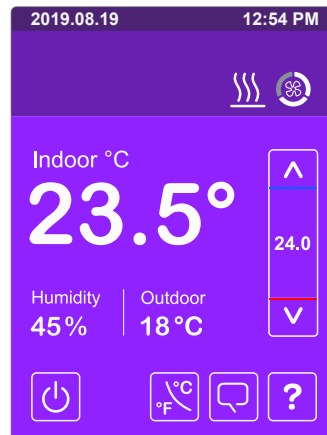 2019.08.19 12:54 PM
Indoor °C
23.5°
24.0
Humidity Outdoor
45% 18°C
°F °C ?